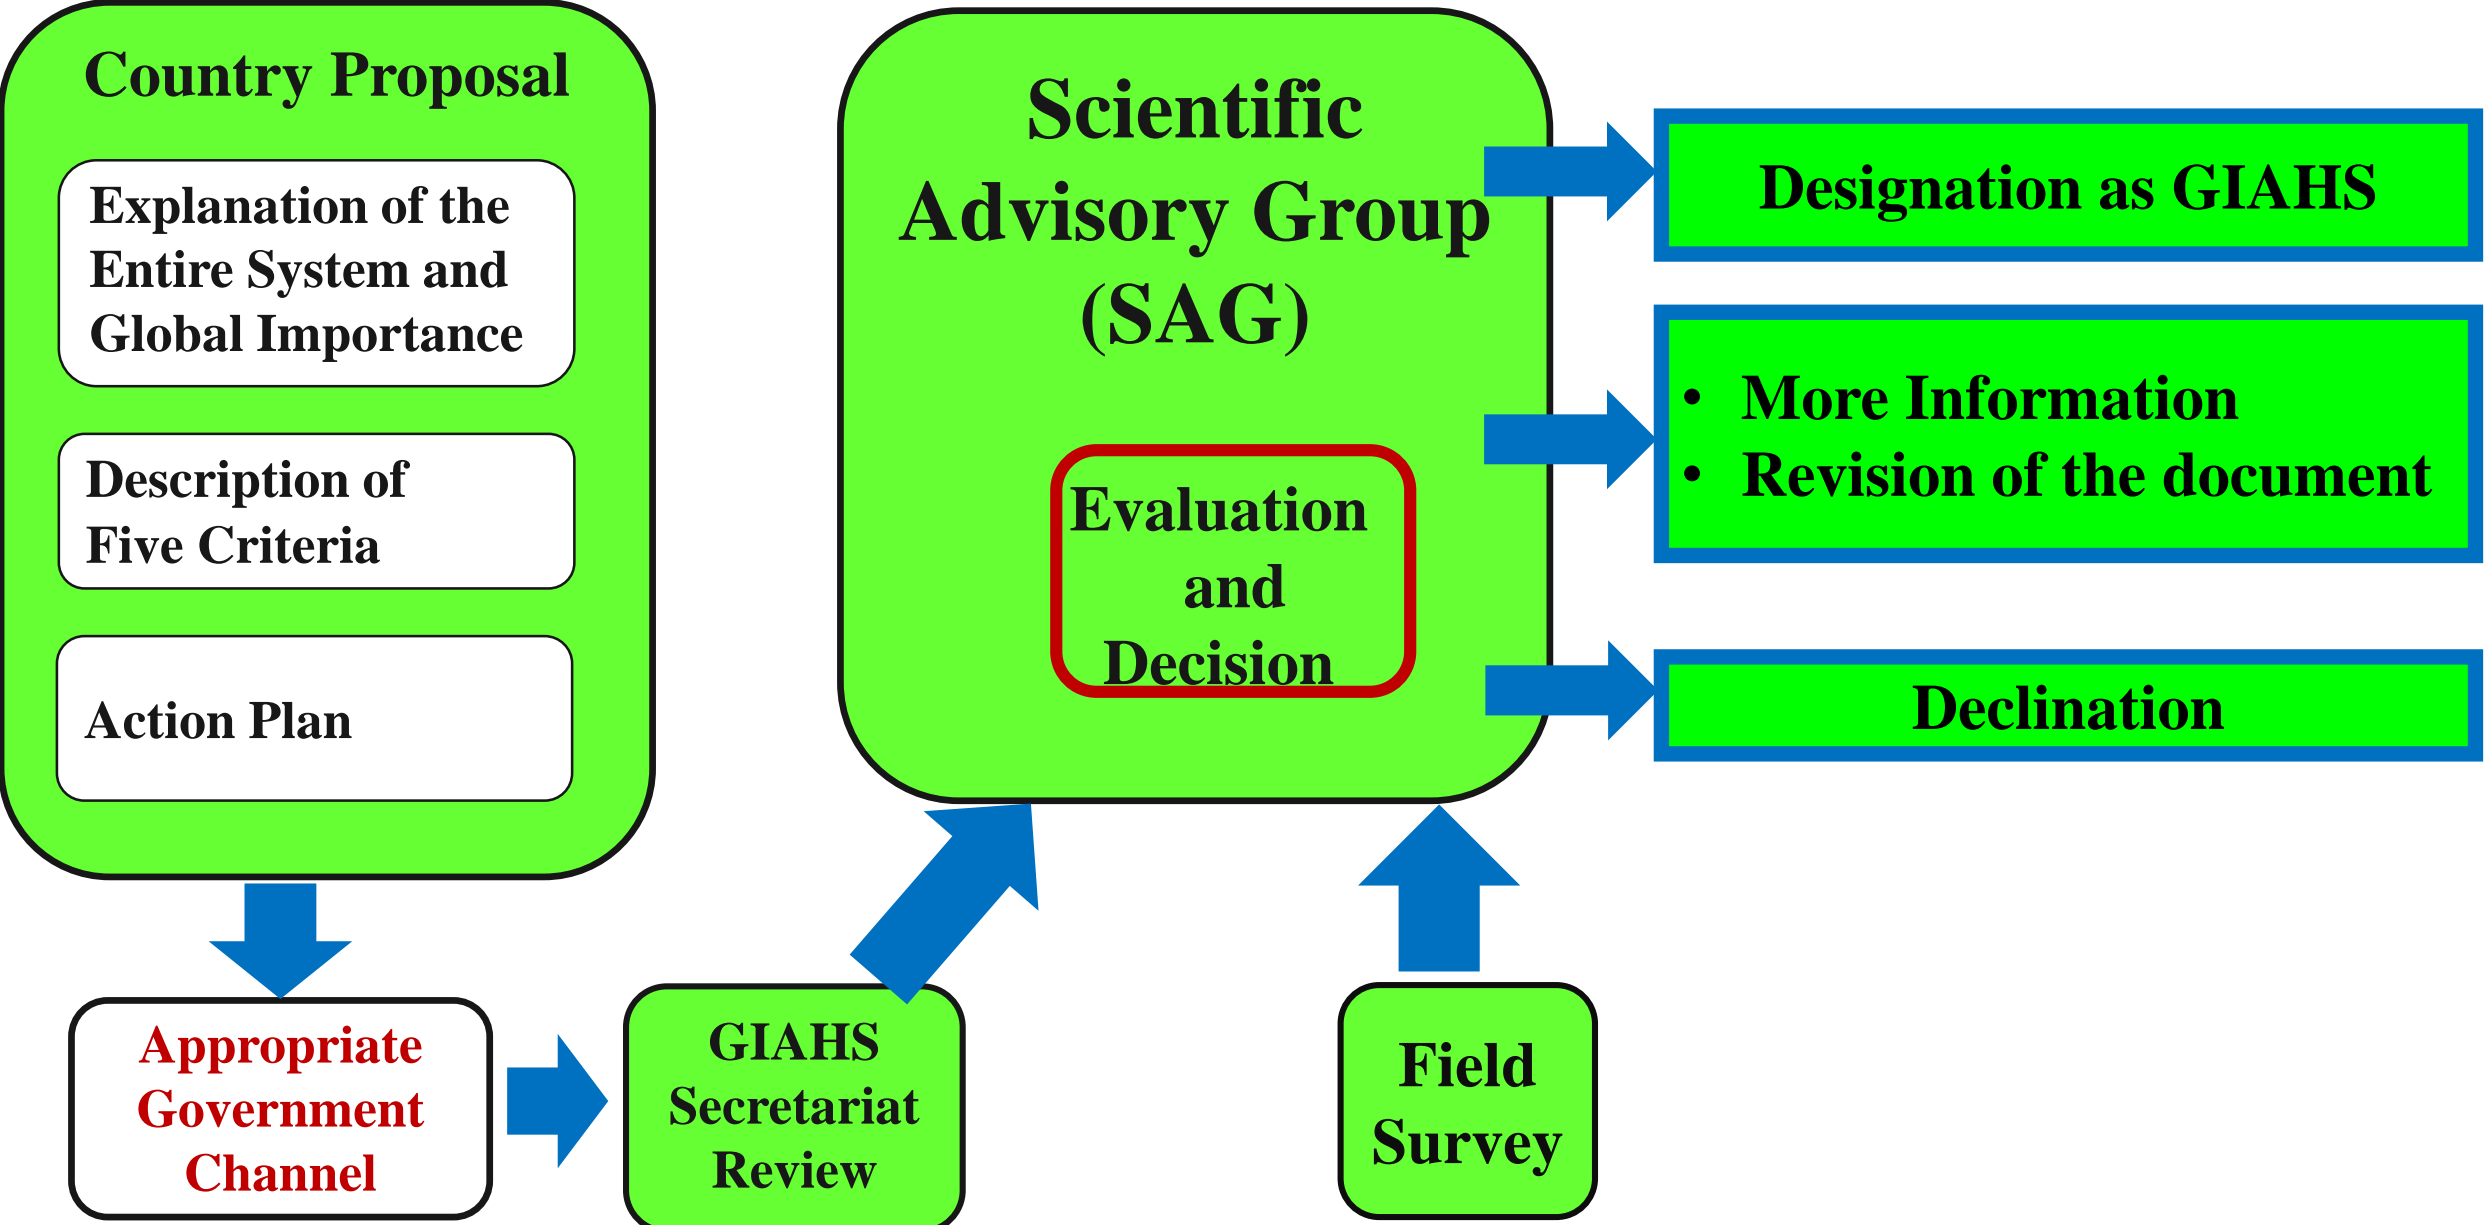 Country Proposal
Explanation of the
Entire System and
Global Importance
Description of
Five Criteria
Action Plan
Appropriate
Government
Channel
GIAHS
Secretariat
Review
Scientific
Advisory Group
(SAG)
Evaluation
and
Decision
Field
Survey
Designation as GIAHS
• More Information
• Revision of the document
Declination